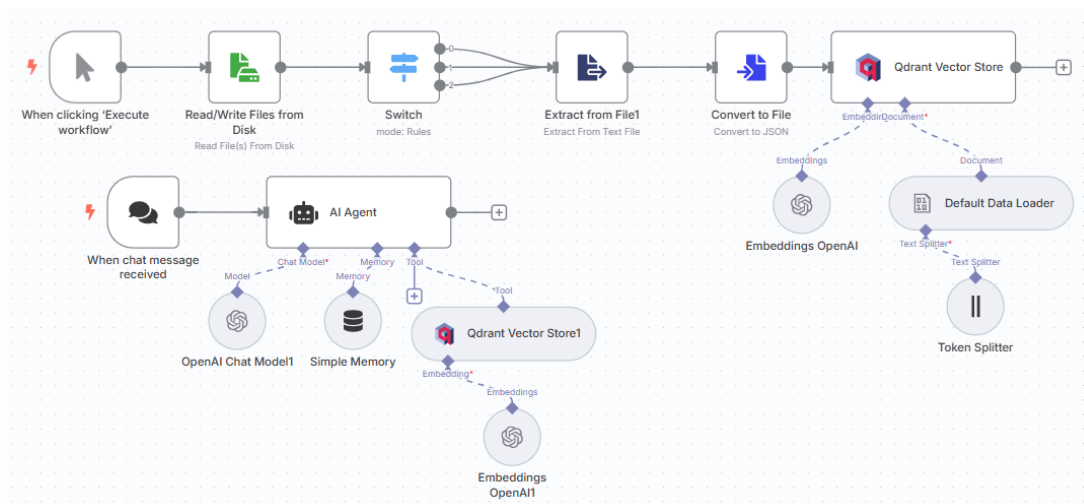 0
1
2
Qdrant Vector Store
When clicking ‘Execute
workflow’
Read/Write Files from
Disk
Read File(s) From Disk
Switch
mode: Rules
Extract from File1
Extract From Text File
Convert to File
Convert to JSON
Embeddin
Document*
Embeddings
Document
Embeddings OpenAI
Default Data Loader
Text Splitter*
Text Splitter
Token Splitter
When chat message
received
AI Agent
Chat Model*
Memory
Tool
Model
Memory
Tool
OpenAI Chat Model1
Simple Memory
Qdrant Vector Store1
Embedding*
Embeddings
Embeddings
OpenAI1